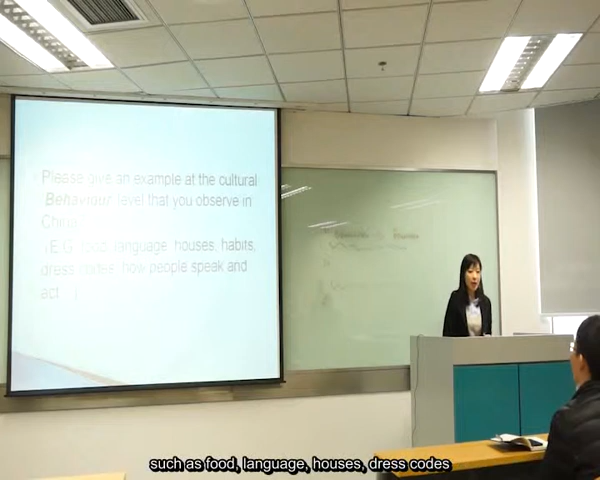 Please give an example at the cultural
Behaviour level that you observe in
China
(E.G. food, language, houses, habits,
dress codes, how people speak and
act
such as food, language, houses, dress codes